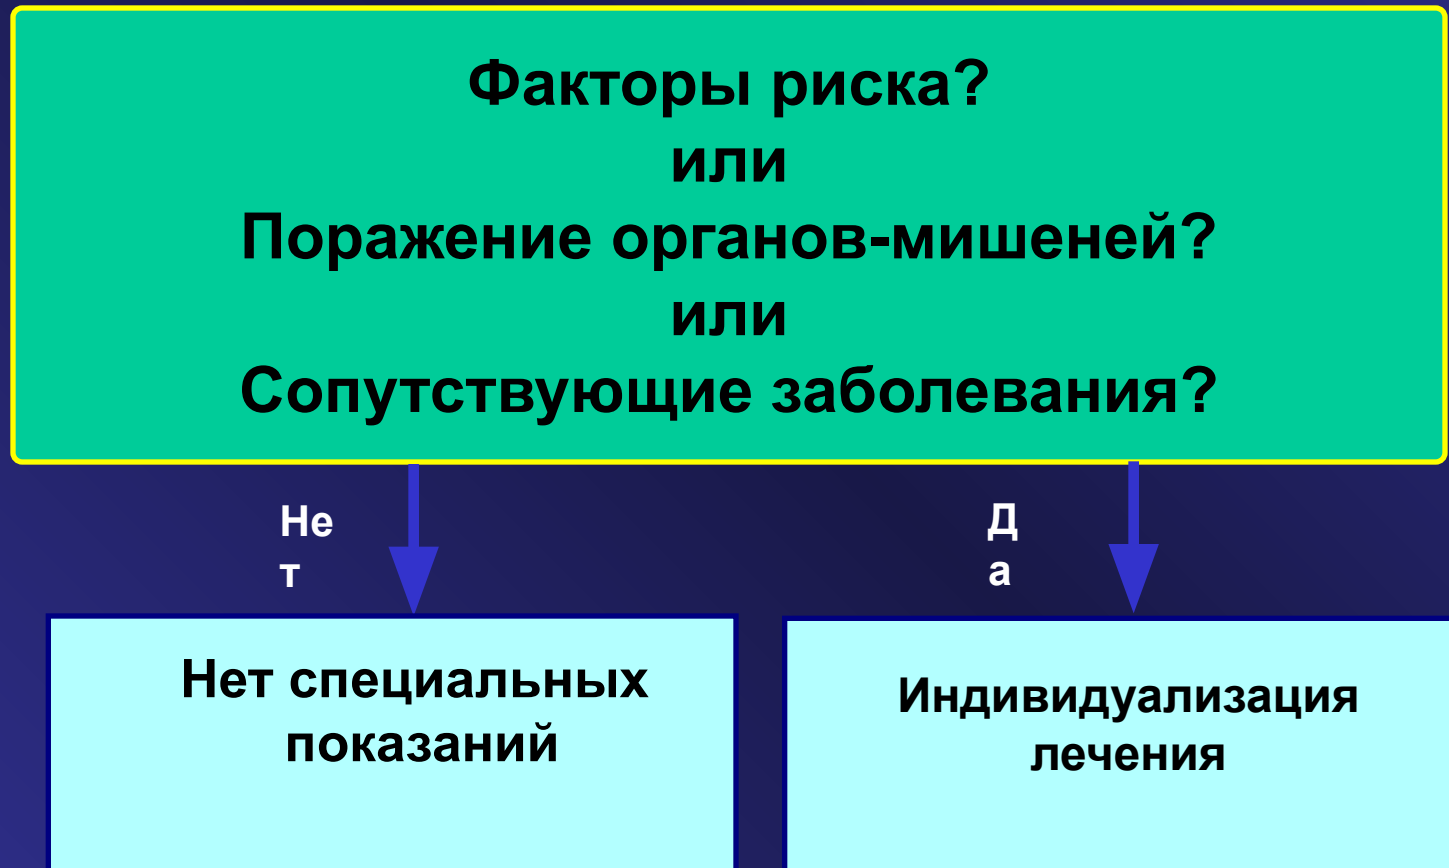 Факторы риска?
или
Поражение органов-мишеней?
или
Сопутствующие заболевания?
Не
т
Д
а
Нет специальных
показаний
Индивидуализация
лечения